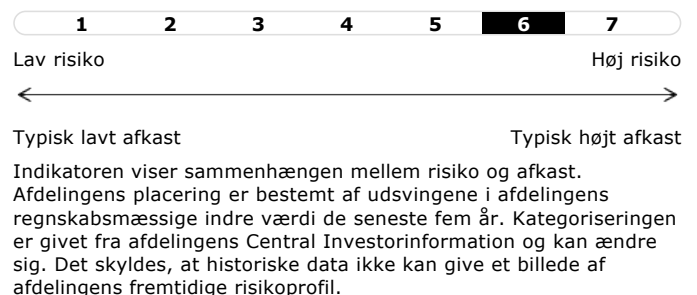 1 2 3 4 5 6 7
Lav risiko Høj risiko
Typisk lavt afkast Typisk højt afkast
Indikatoren viser sammenhængen mellem risiko og afkast.
Afdelingens placering er bestemt af udsvingene i afdelingens
regnskabsmæssige indre værdi de seneste fem år. Kategoriseringen
er givet fra afdelingens Central Investorinformation og kan ændre
sig. Det skyldes, at historiske data ikke kan give et billede af
afdelingens fremtidige risikoprofil.